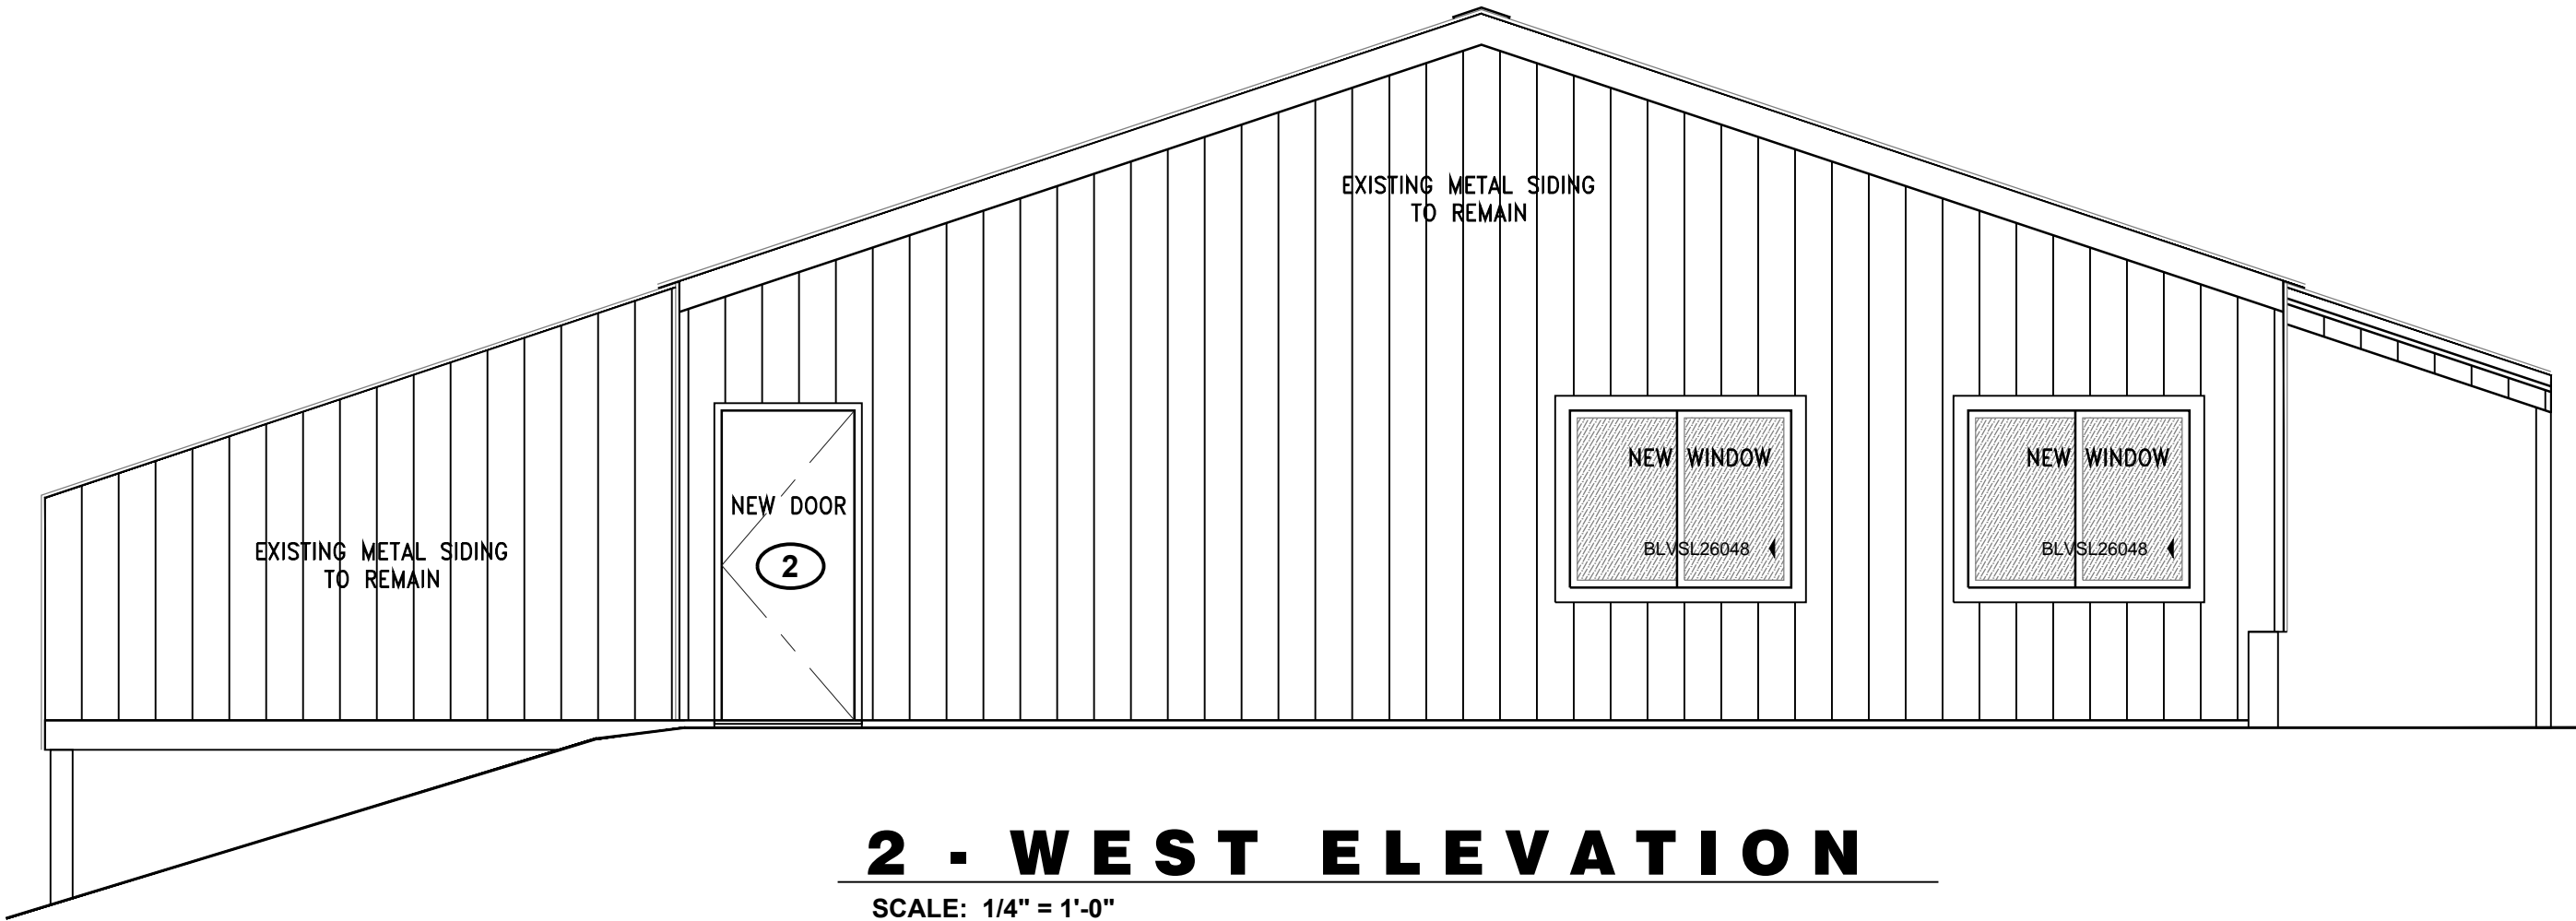 EXISTING METAL SIDING
TO REMAIN
NEW WINDOW
NEW WINDOW
NEW DOOR
EXISTING METAL SIDING
TO REMAIN
BLVSL26048
BLVSL26048
2
2 - WEST ELEVATION
SCALE: 1/4" = 1'-0"